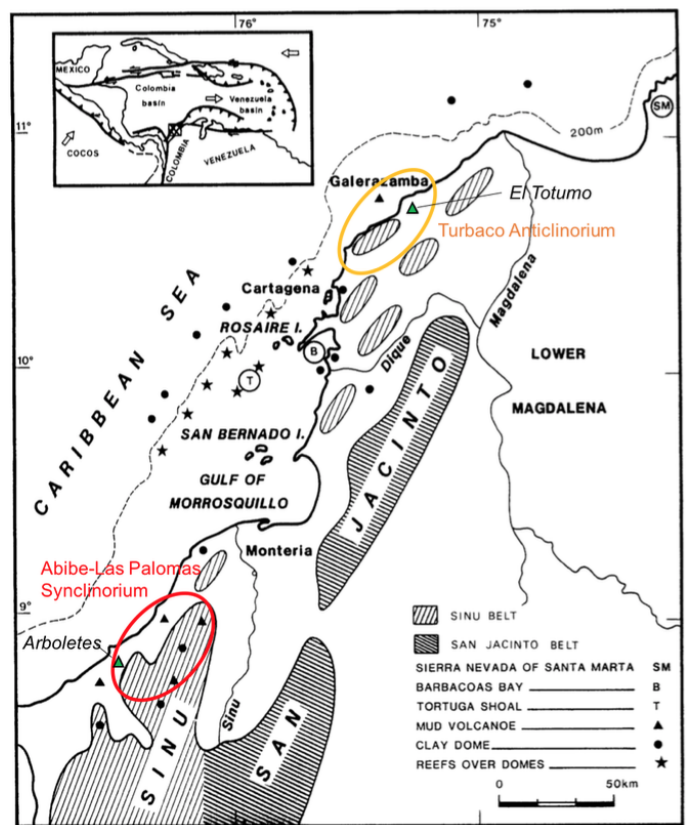 76°
75°
MEXICO
Colombia
basin
Venezuela
basin
COCOS
COLOMBIA
VENEZUELA
11°
200m
SM
Galerazamba
El Totumo
Turbaco Anticlinorium
CARIBBEAN SEA
Cartagena
ROSAIRE I.
Magdalena
B
Dique
LOWER
MAGDALENA
10°
T
SAN BERNADO I.
GULF OF
MORROSQUILLO
JACINTO
Monteria
Abibe-Las Palomas
Synclinorium
9°
Arboletes
Sinu
SINU
SAN
SINU BELT
SAN JACINTO BELT
SIERRA NEVADA OF SANTA MARTA SM
BARBACOAS BAY B
TORTUGA SHOAL T
MUD VOLCANOE
CLAY DOME
REEFS OVER DOMES
0 50km